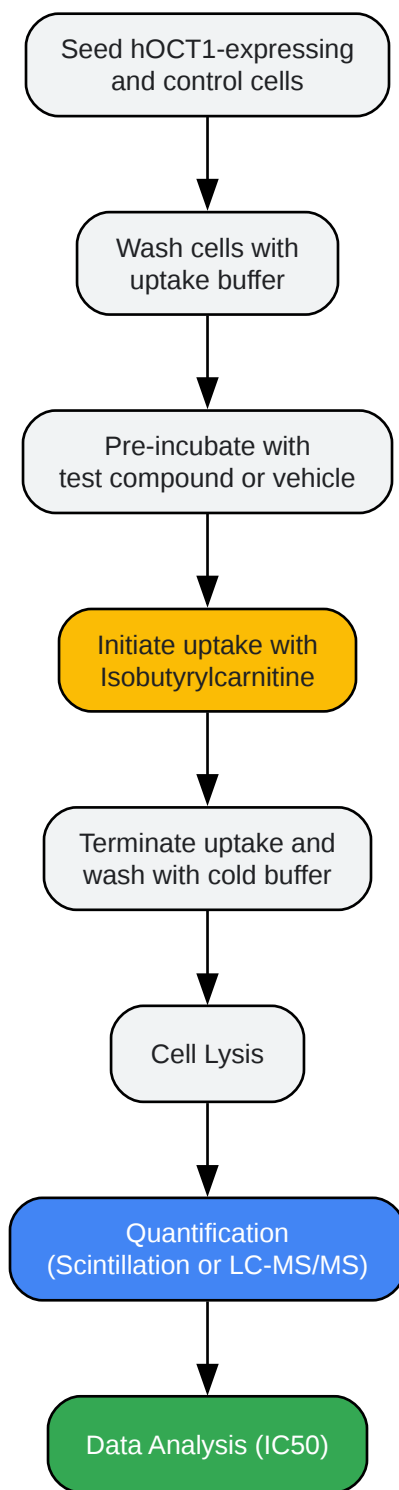 Seed hOCT1-expressing
and control cells
Wash cells with
uptake buffer
Pre-incubate with
test compound or vehicle
Initiate uptake with
Isobutyrylcarnitine
Terminate uptake and
wash with cold buffer
Cell Lysis
Quantification
(Scintillation or LC-MS/MS)
Data Analysis (IC50)